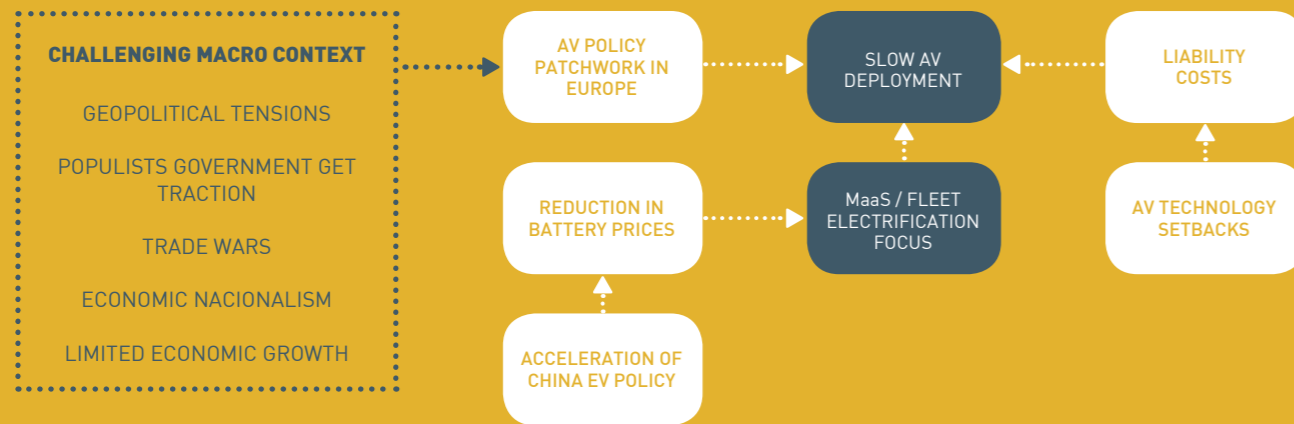 CHALLENGING MACRO CONTEXT
GEOPOLITICAL TENSIONS
POPULISTS GOVERNMENT GET
TRACTION
TRADE WARS
ECONOMIC NACIONALISM
LIMITED ECONOMIC GROWTH
AV POLICY
PATCHWORK IN
EUROPE
SLOW AV
DEPLOYMENT
LIABILITY
COSTS
REDUCTION IN
BATTERY PRICES
MaaS / FLEET
ELECTRIFICATION
FOCUS
AV TECHNOLOGY
SETBACKS
ACCELERATION OF
CHINA EV POLICY